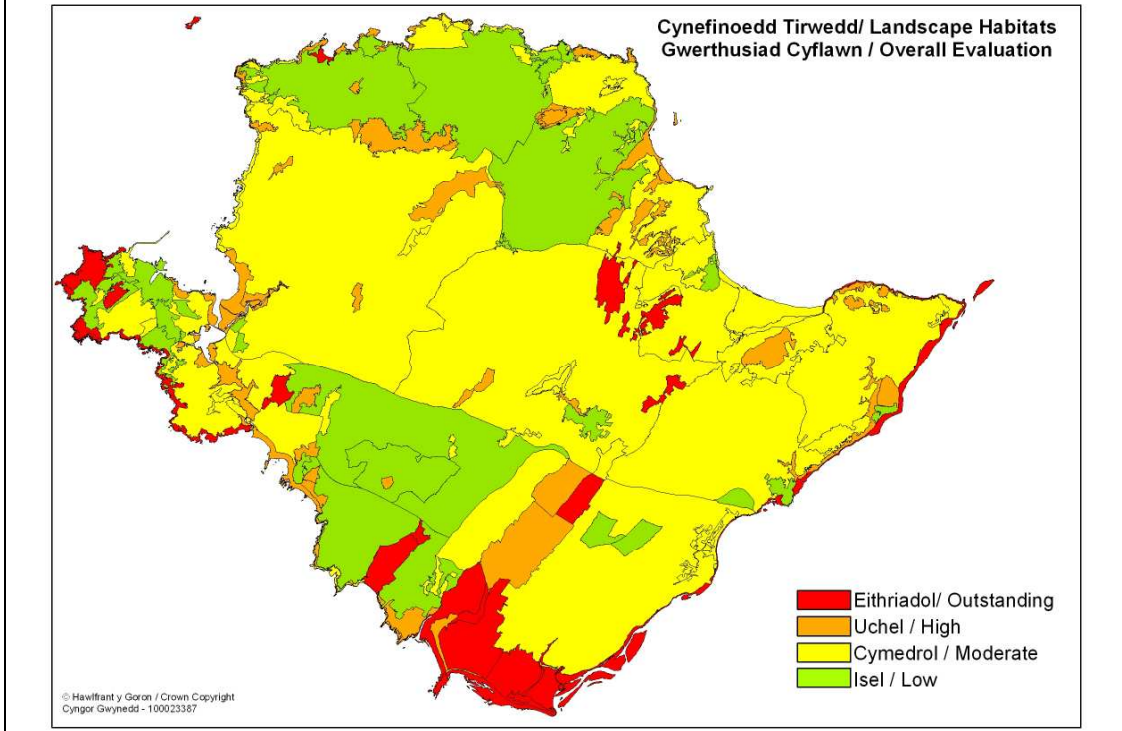 Cynefinoedd Tirwedd/ Landscape Habitats
Gwerthusiad Cyflawn / Overall Evaluation
Eithriadol/ Outstanding
Uchel / High
Cymedrol / Moderate
Isel / Low
© Hawlfrant y Goron / Crown Copyright
Cyngor Gwynedd - 100023387